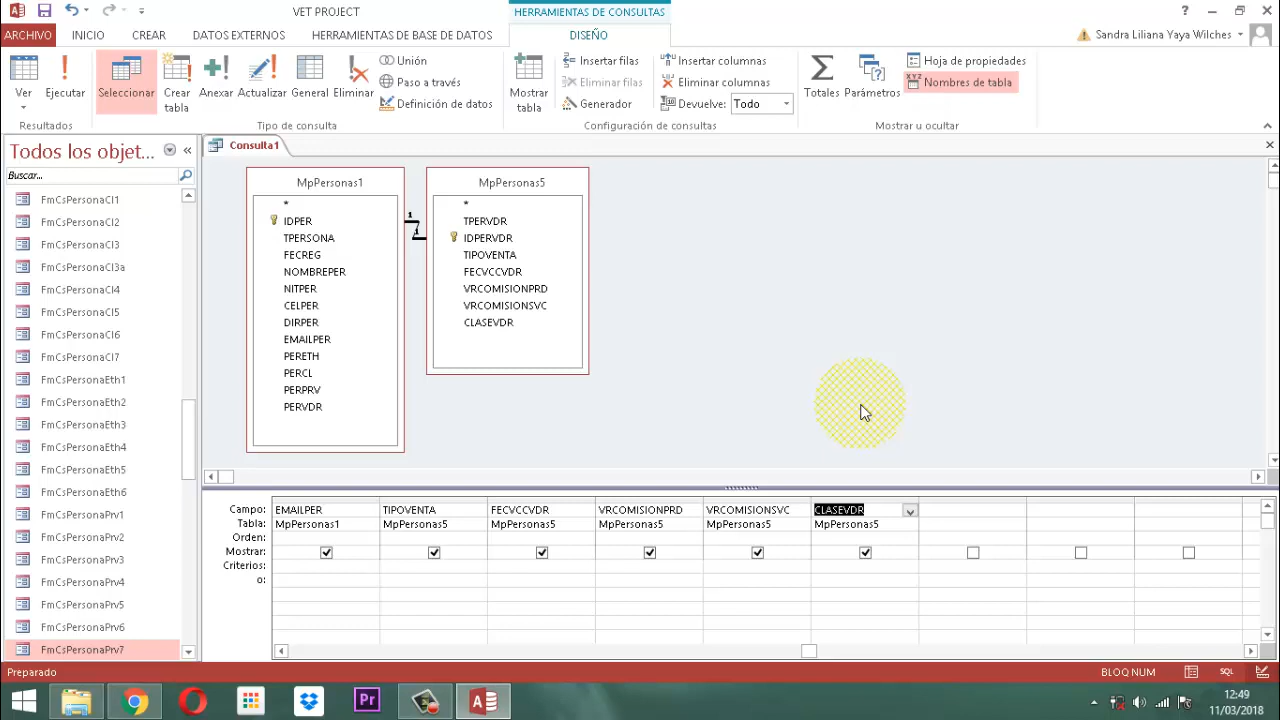 VET PROJECT
HERRAMIENTAS DE CONSULTAS
?
ARCHIVO INICIO CREAR DATOS EXTERNOS HERRAMIENTAS DE BASE DE DATOS DISEÑO
Sandra Liliana Yaya Wilches
Ver
Ejecutar
Resultados
Seleccionar
Crear tabla
Anexar
Actualizar
General
Eliminar
Unión
Paso a través
Definición de datos
Tipo de consulta
Mostrar tabla
Insertar filas
Eliminar filas
Generador
Insertar columnas
Eliminar columnas
Devuelve: Todo
Configuración de consultas
Totales
Parámetros
Hoja de propiedades
XYZ Nombres de tabla
Mostrar u ocultar
Todos los objet... «
Buscar...
FmCsPersonaCl1
FmCsPersonaCl2
FmCsPersonaCl3
FmCsPersonaCl3a
FmCsPersonaCl4
FmCsPersonaCl5
FmCsPersonaCl6
FmCsPersonaCl7
FmCsPersonaEth1
FmCsPersonaEth2
FmCsPersonaEth3
FmCsPersonaEth4
FmCsPersonaEth5
FmCsPersonaEth6
FmCsPersonaPrv1
FmCsPersonaPrv2
FmCsPersonaPrv3
FmCsPersonaPrv4
FmCsPersonaPrv5
FmCsPersonaPrv6
FmCsPersonaPrv7
Consulta1
MpPersonas1
*
IDPER
TPERSONA
FECREG
NOMBREPER
NITPER
CELPER
DIRPER
EMAILPER
PERETH
PERCL
PERPRV
PERVDR
1
1
MpPersonas5
*
TPERVDR
IDPERVDR
TIPOVENTA
FECVCCVDR
VRCOMISIONPRD
VRCOMISIONSVC
CLASEVDR
Campo: EMAILPER TIPOVENTA FECVCCVDR VRCOMISIONPRD VRCOMISIONSVC CLASEVDR
Tabla: MpPersonas1 MpPersonas5 MpPersonas5 MpPersonas5 MpPersonas5 MpPersonas5
Orden:
Mostrar:
Criterios:
o:
Preparado
BLOQ NUM
SQL
Pr
12:49
11/03/2018